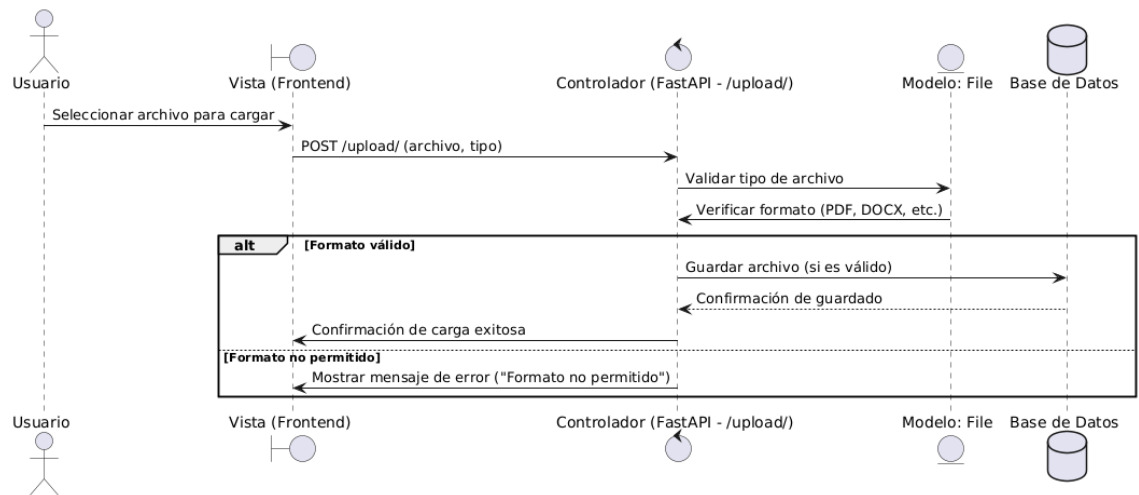 Usuario
Vista (Frontend)
Controlador (FastAPI - /upload/)
Modelo: File
Base de Datos
Seleccionar archivo para cargar
POST /upload/ (archivo, tipo)
Validar tipo de archivo
Verificar formato (PDF, DOCX, etc.)
alt
[Formato válido]
Guardar archivo (si es válido)
Confirmación de guardado
Confirmación de carga exitosa
[Formato no permitido]
Mostrar mensaje de error ("Formato no permitido")
Usuario
Vista (Frontend)
Controlador (FastAPI - /upload/)
Modelo: File
Base de Datos